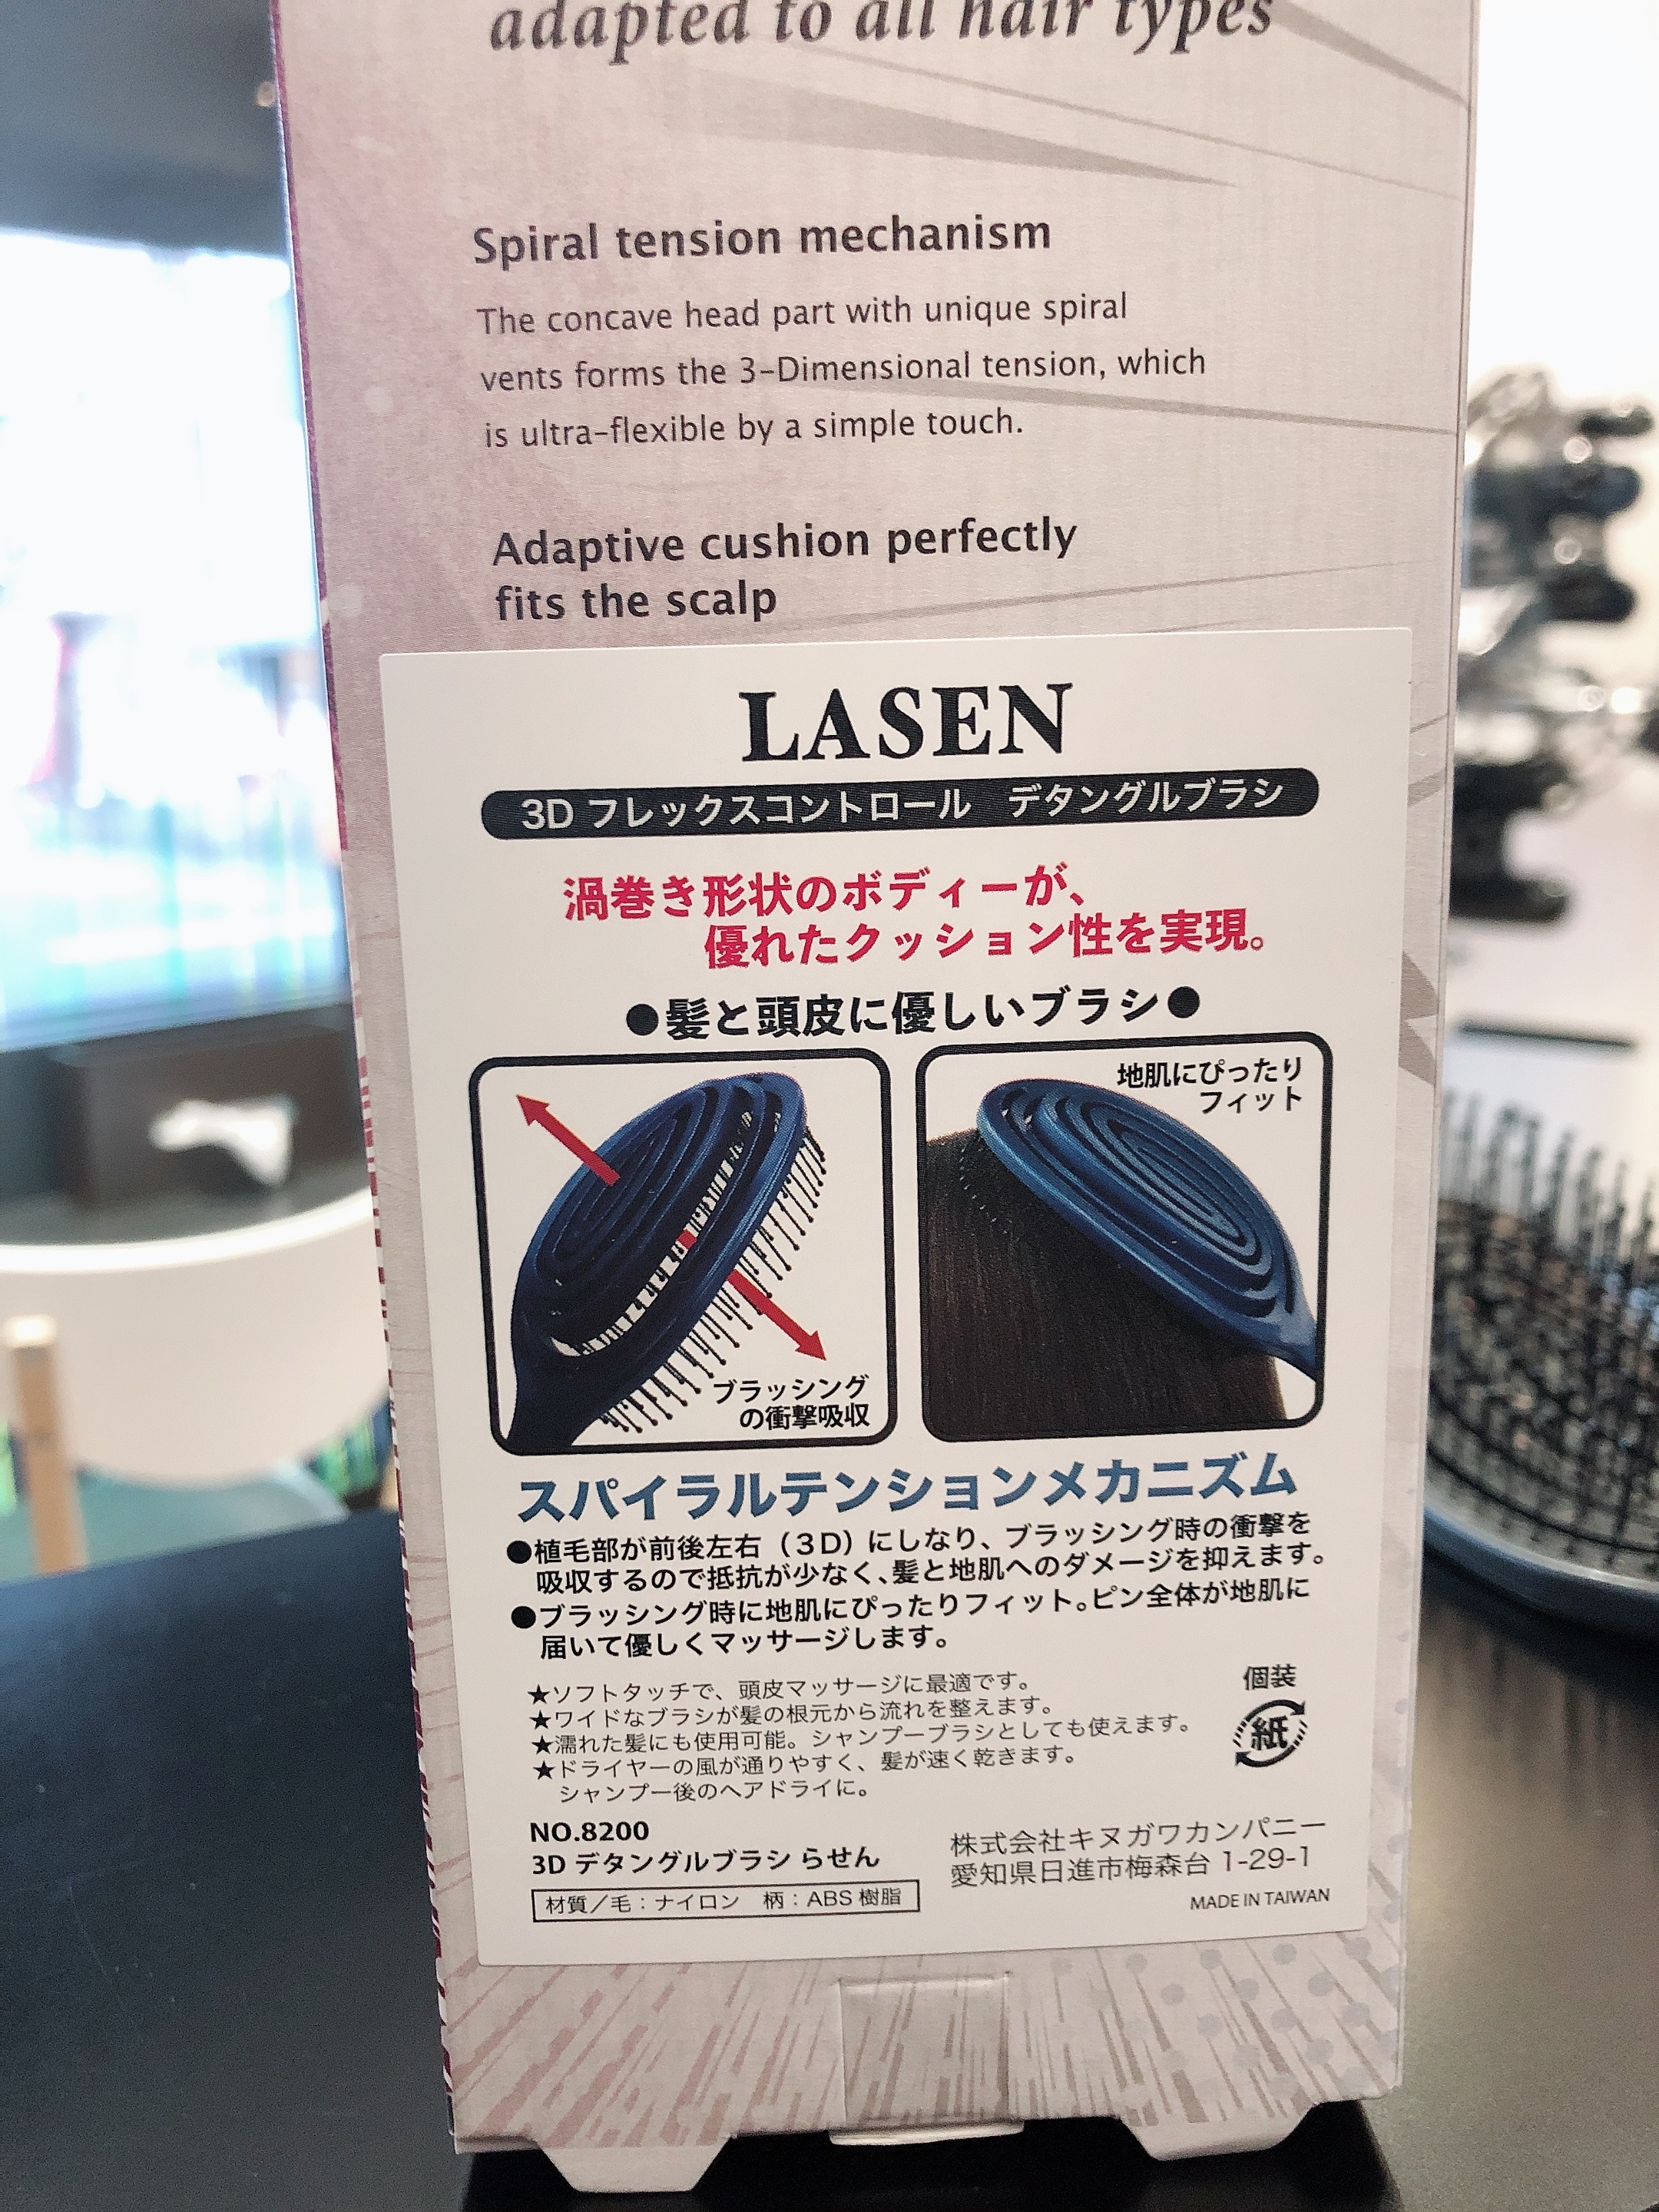 adapted to all hair types
Spiral tension mechanism
The concave head part with unique spiral
vents forms the 3-Dimensional tension, which
is ultra-flexible by a simple touch.
Adaptive cushion perfectly
fits the scalp
LASEN
3D フレックスコントロール　デタングルブラシ
渦巻き形状のボディーが、
優れたクッション性を実現。
●髪と頭皮に優しいブラシ●
ブラッシング
の衝撃吸収
地肌にぴったり
フィット
スパイラルテンションメカニズム
●植毛部が前後左右（3D）にしなり、ブラッシング時の衝撃を
吸収するので抵抗が少なく、髪と地肌へのダメージを抑えます。
●ブラッシング時に地肌にぴったりフィット。ピン全体が地肌に
届いて優しくマッサージします。
★ソフトタッチで、頭皮マッサージに最適です。
★ワイドなブラシが髪の根元から流れを整えます。
★濡れた髪にも使用可能。シャンプーブラシとしても使えます。
★ドライヤーの風が通りやすく、髪が速く乾きます。
シャンプー後のヘアドライに。
個装
紙
NO.8200
3D デタングルブラシ らせん
材質／毛：ナイロン　柄：ABS 樹脂
株式会社キヌガワカンパニー
愛知県日進市梅森台 1-29-1
MADE IN TAIWAN